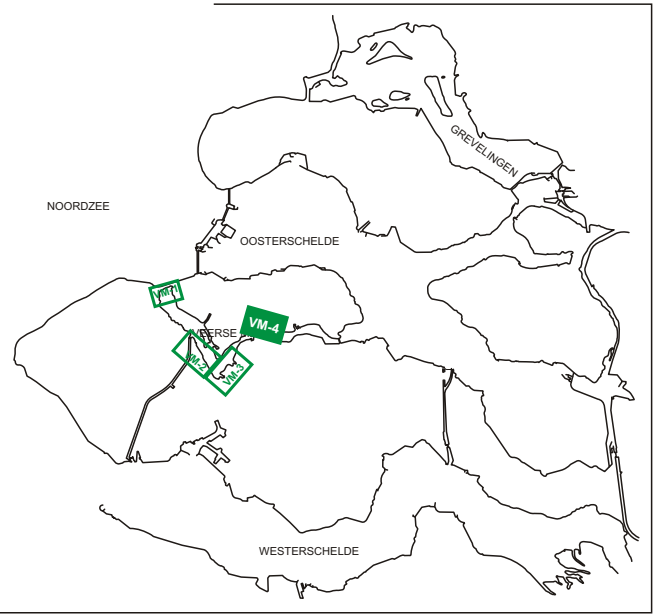 GREVELINGEN
NOORDZEE
OOSTERSCHELDE
VM-1
VEERSE
VM-4
VM-2
VM-3
WESTERSCHELDE